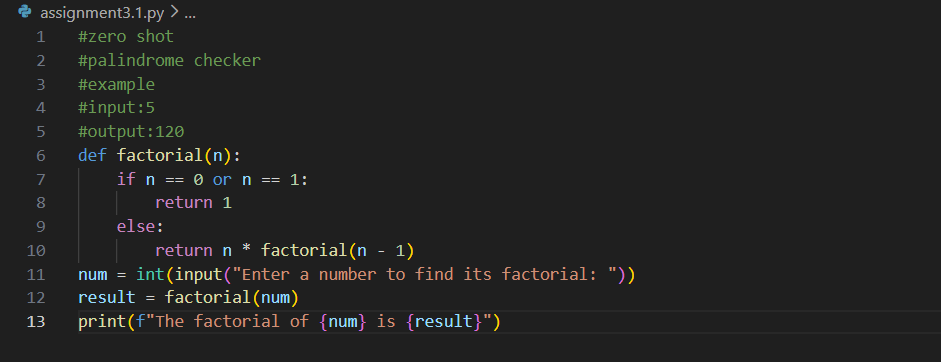 assignment3.1.py > ...
1 #zero shot
2 #palindrome checker
3 #example
4 #input:5
5 #output:120
6 def factorial(n):
7     if n == 0 or n == 1:
8         return 1
9     else:
10         return n * factorial(n - 1)
11 num = int(input("Enter a number to find its factorial: "))
12 result = factorial(num)
13 print(f"The factorial of {num} is {result}")